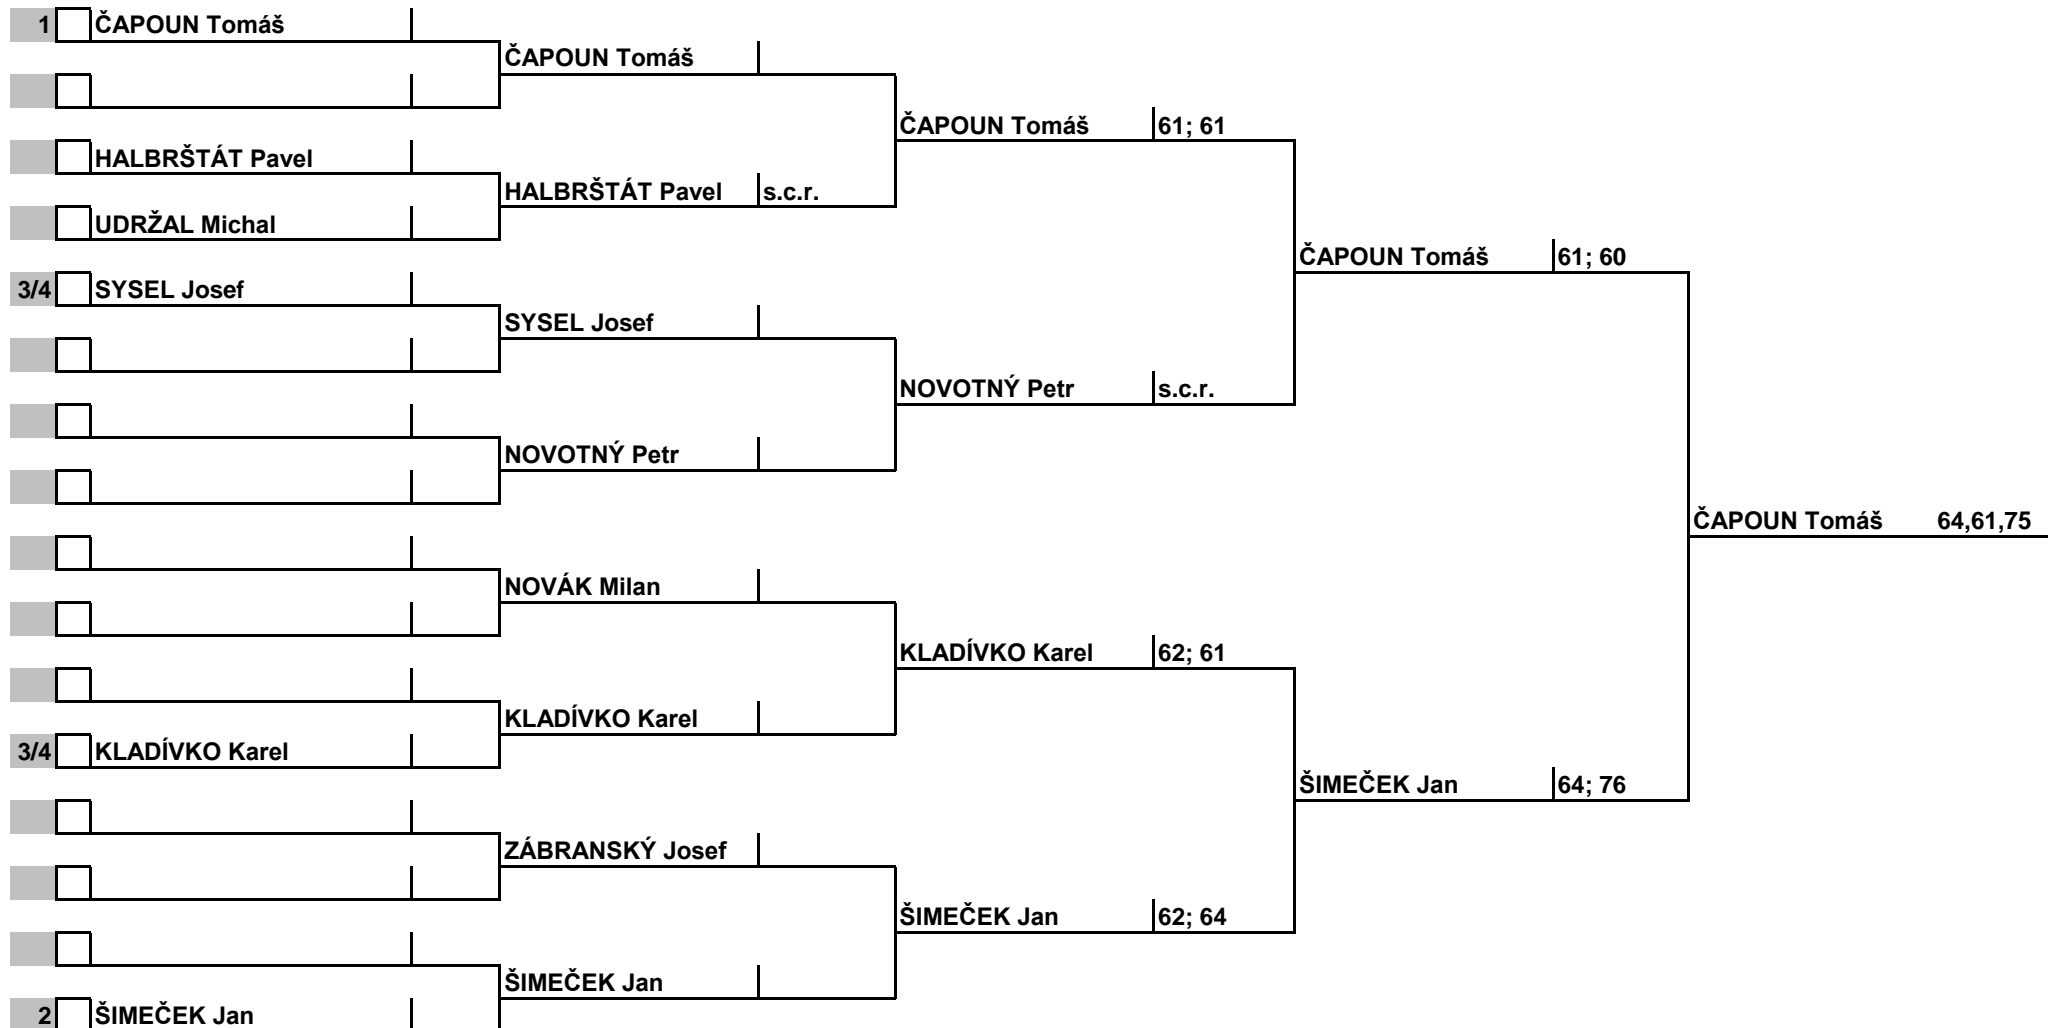 1 ČAPOUN Tomáš
ČAPOUN Tomáš
ČAPOUN Tomáš 61; 61
HALBRŠTÁT Pavel
HALBRŠTÁT Pavel s.c.r.
UDRŽAL Michal
ČAPOUN Tomáš 61; 60
3/4 SYSEL Josef
SYSEL Josef
NOVOTNÝ Petr s.c.r.
NOVOTNÝ Petr
ČAPOUN Tomáš 64,61,75
NOVÁK Milan
KLADÍVKO Karel 62; 61
KLADÍVKO Karel
3/4 KLADÍVKO Karel
ŠIMEČEK Jan 64; 76
ZÁBRANSKÝ Josef
ŠIMEČEK Jan 62; 64
ŠIMEČEK Jan
2 ŠIMEČEK Jan